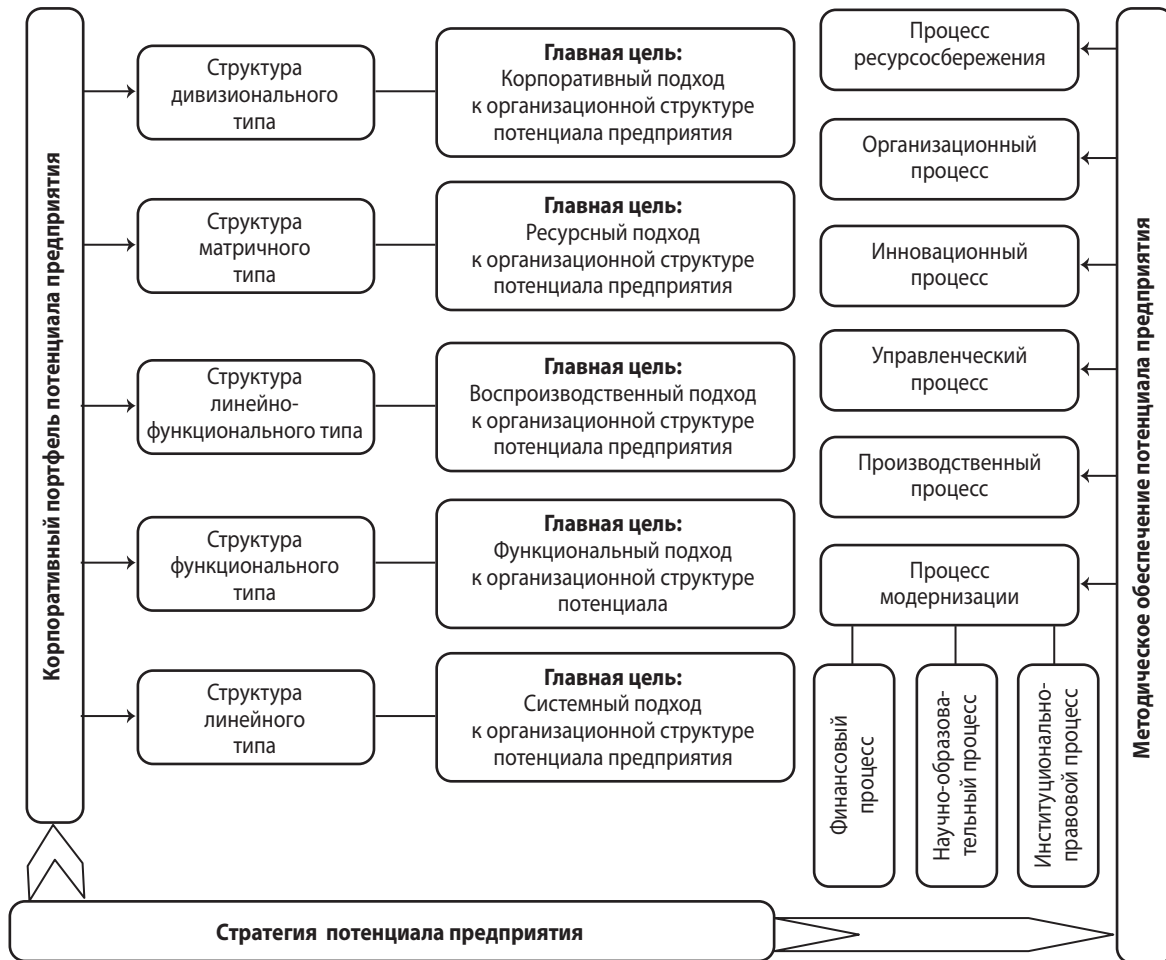 Корпоративный портфель потенциала предприятия
Структура
дивизионального
типа
Главная цель:
Корпоративный подход
к организационной структуре
потенциала предприятия
Структура
матричного
типа
Главная цель:
Ресурсный подход
к организационной структуре
потенциала предприятия
Структура
линейно-
функционального типа
Главная цель:
Воспроизводственный подход
к организационной структуре
потенциала предприятия
Структура
функционального
типа
Главная цель:
Функциональный подход
к организационной структуре
потенциала
Структура
линейного
типа
Главная цель:
Системный подход
к организационной структуре
потенциала предприятия
Процесс
ресурсосбережения
Организационный
процесс
Инновационный
процесс
Управленческий
процесс
Производственный
процесс
Процесс
модернизации
Финансовый
процесс
Научно-образова-
тельный процесс
Институционально-
правовой процесс
Методическое обеспечение потенциала предприятия
Стратегия потенциала предприятия